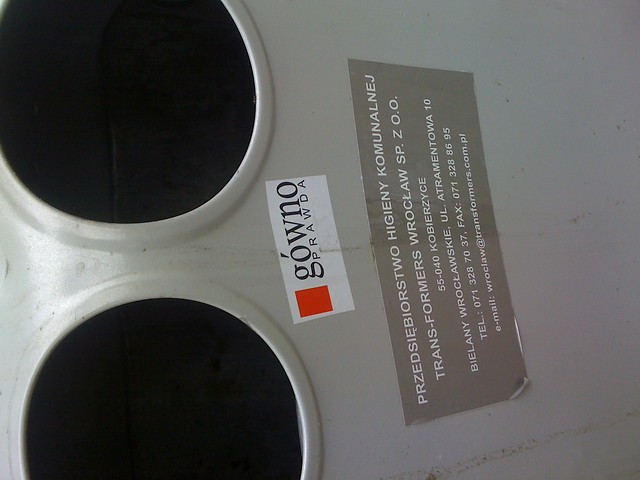 gówno
PRAWDA
PRZEDSIĘBIORSTWO HIGIENY KOMUNALNEJ
TRANS-FORMERS WROCŁAW SP. Z O.O.
55-040 KOBIERZYCE
BIELANY WROCŁAWSKIE, UL. ATRAMENTOWA 10
TEL.: 071 328 70 37, FAX: 071 328 86 95
e-mail: wroclaw@transformers.com.pl